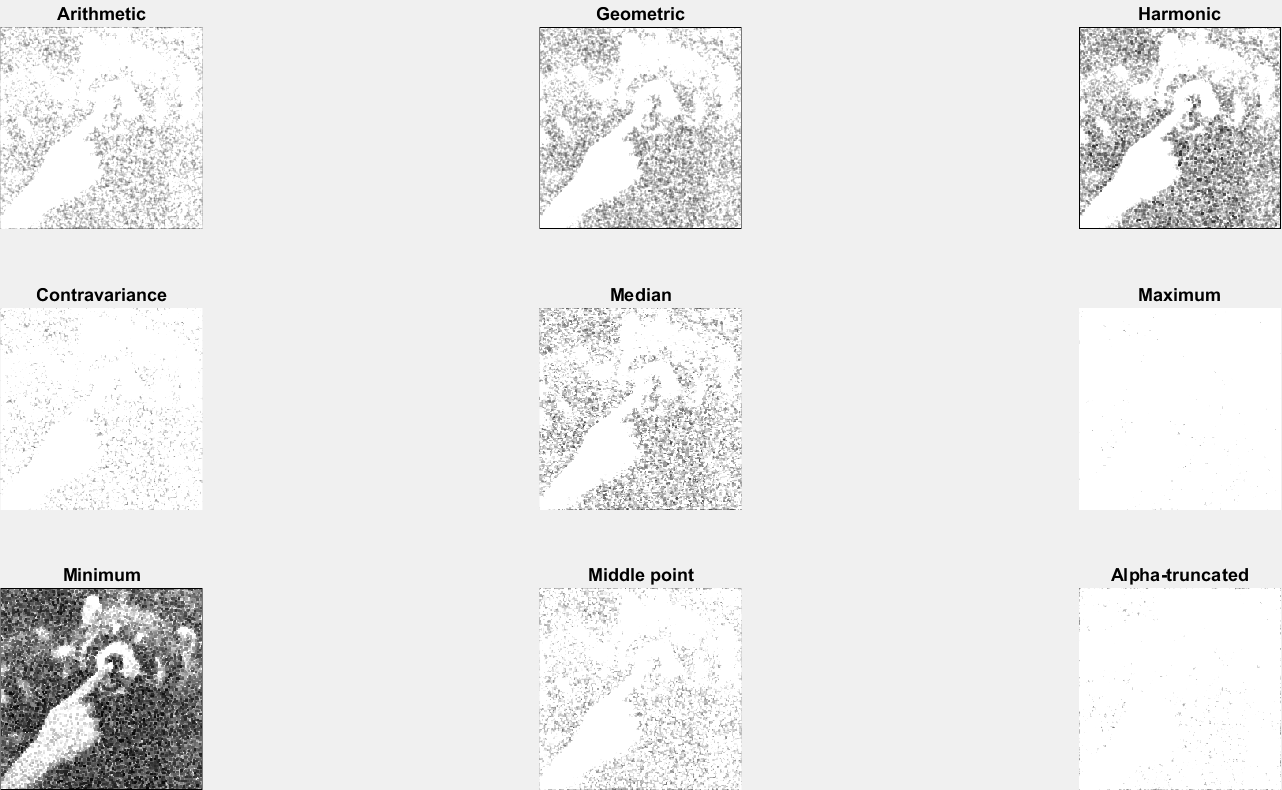 Arithmetic
Geometric
Harmonic
Contravariance
Median
Maximum
Minimum
Middle point
Alpha-truncated